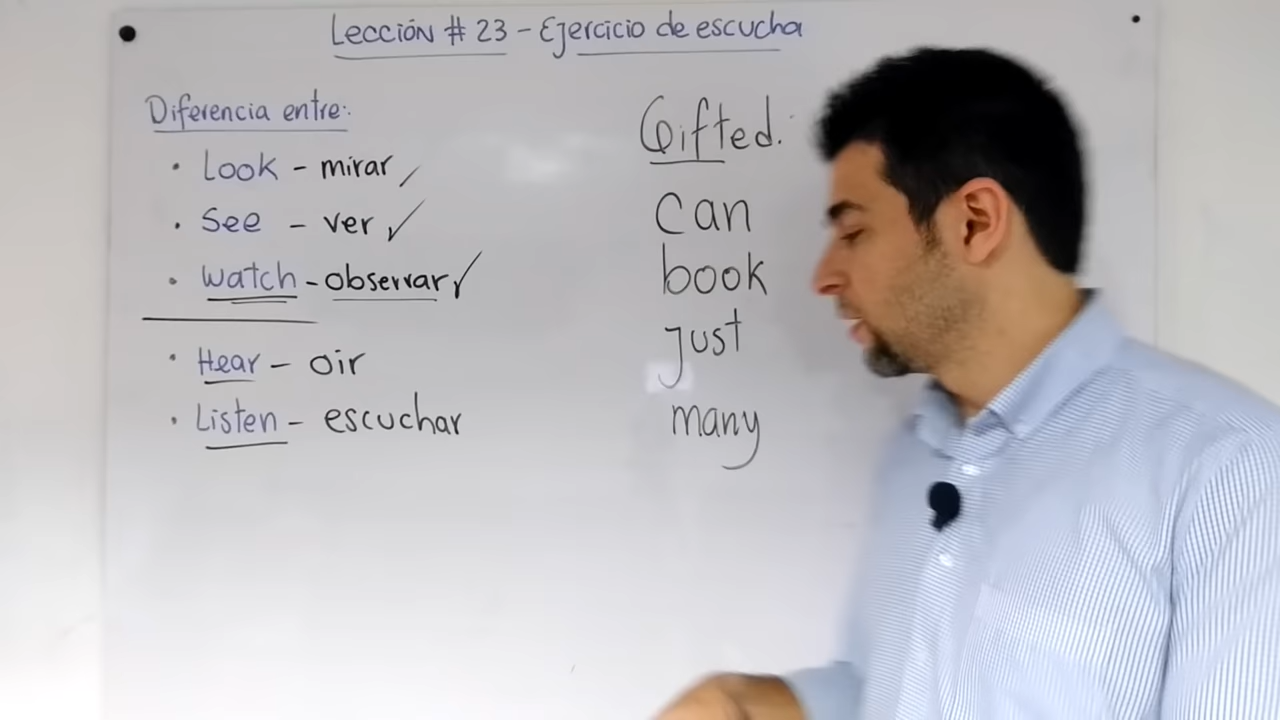 Lección # 23 - Ejercicio de escucha
Diferencia entre:
• Look - mirar
• See - ver ✓
• Watch - observar ✓
• Hear - oir
• Listen - escuchar
Gifted:
can
book
just
many